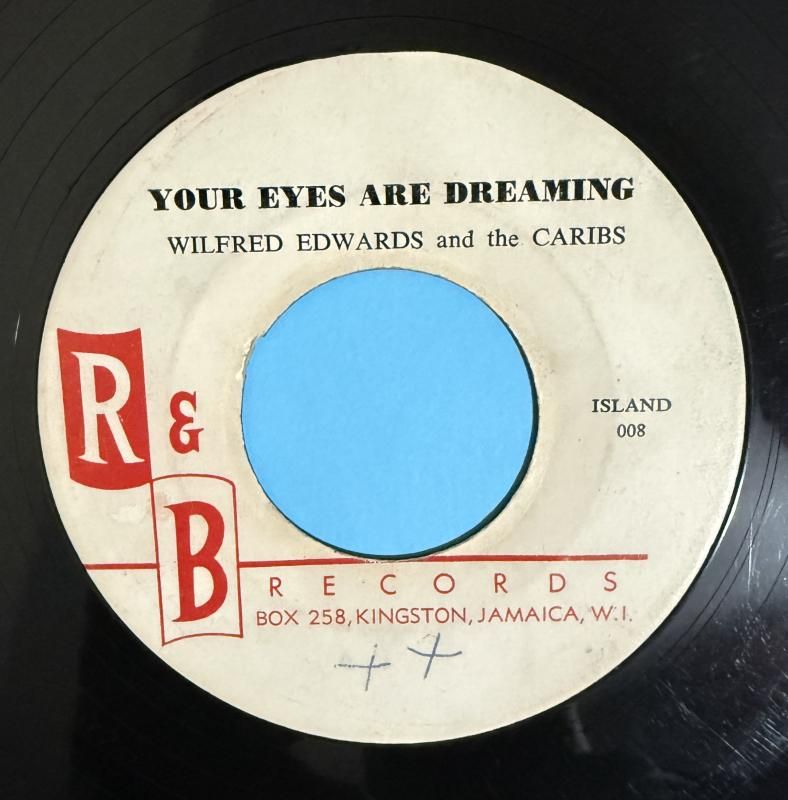 YOUR EYES ARE DREAMING
WILFRED EDWARDS and the CARIBS
R & B
ISLAND
008
RECORDS
BOX 258, KINGSTON, JAMAICA, W.I.
++